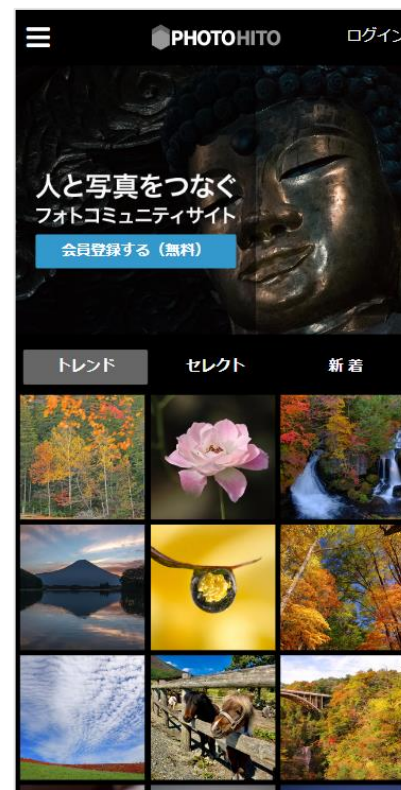 PHOTOHITO
ログイン
人と写真をつなぐ
フォトコミュニティサイト
会員登録する（無料）
トレンド
セレクト
新着